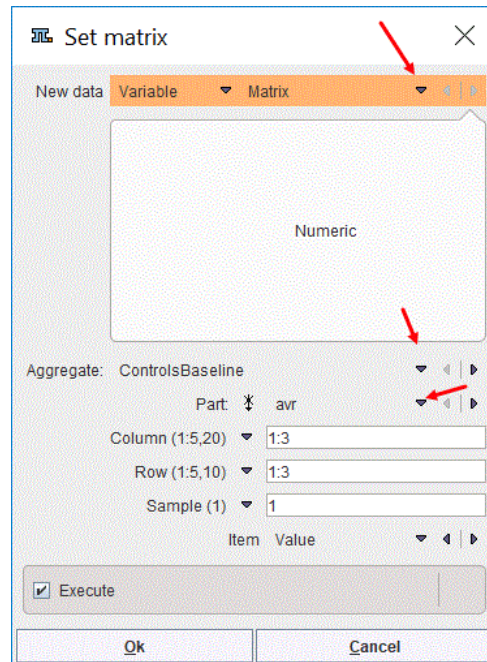 Set matrix
New data Variable Matrix
Numeric
Aggregate: ControlsBaseline
Part: avr
Column (1:5,20) 1:3
Row (1:5,10) 1:3
Sample (1) 1
Item Value
Execute
Ok Cancel